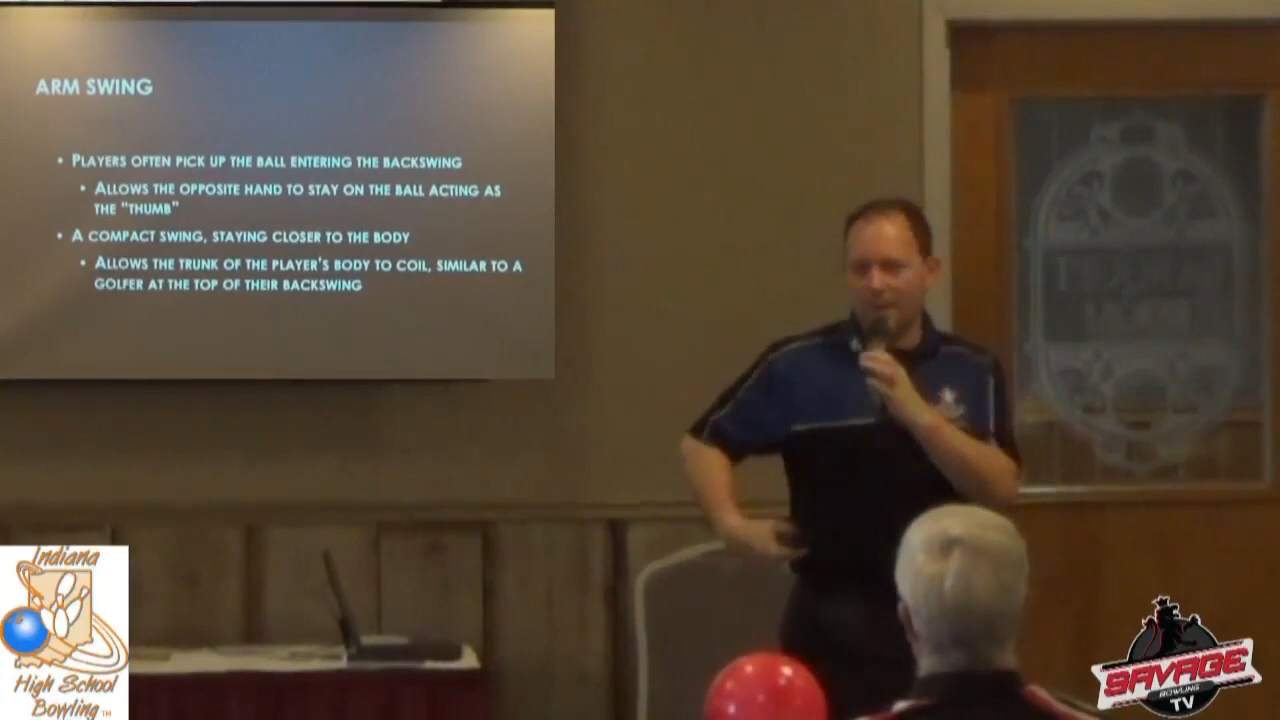 ARM SWING
• PLAYERS OFTEN PICK UP THE BALL ENTERING THE BACKSWING
• ALLOWS THE OPPOSITE HAND TO STAY ON THE BALL ACTING AS
THE "THUMB"
• A COMPACT SWING, STAYING CLOSER TO THE BODY
• ALLOWS THE TRUNK OF THE PLAYER'S BODY TO COIL, SIMILAR TO A
GOLFER AT THE TOP OF THEIR BACKSWING
Indiana
High School
Bowling™
SAVAGE
BOWLING
TV